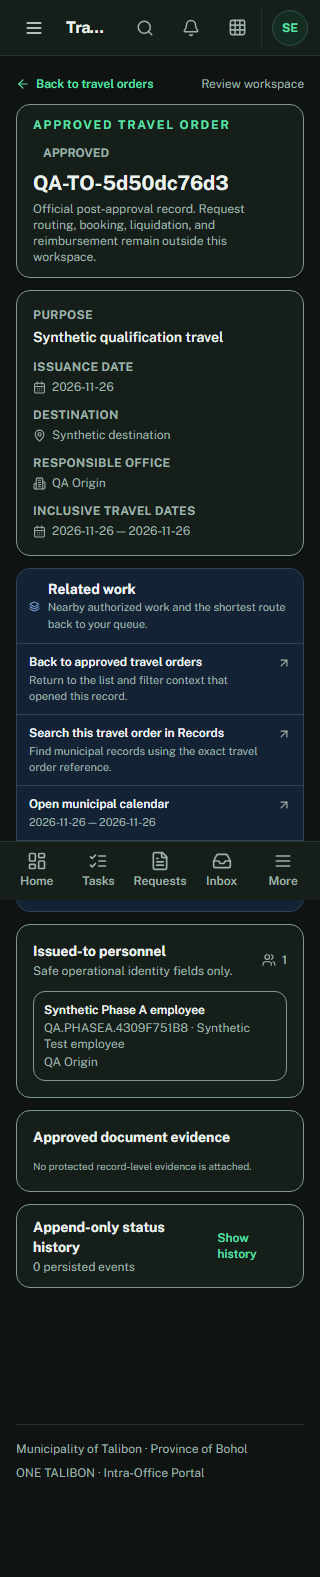 Tra...
SE
Back to travel orders
Review workspace
APPROVED TRAVEL ORDER
APPROVED
QA-TO-5d50dc76d3
Official post-approval record. Request
routing, booking, liquidation, and
reimbursement remain outside this
workspace.
PURPOSE
Synthetic qualification travel
ISSUANCE DATE
2026-11-26
DESTINATION
Synthetic destination
RESPONSIBLE OFFICE
QA Origin
INCLUSIVE TRAVEL DATES
2026-11-26 — 2026-11-26
Related work
Nearby authorized work and the shortest route
back to your queue.
Back to approved travel orders
Return to the list and filter context that
opened this record.
Search this travel order in Records
Find municipal records using the exact travel
order reference.
Open municipal calendar
2026-11-26 — 2026-11-26
Home
Tasks
Requests
Inbox
More
Issued-to personnel
Safe operational identity fields only.
1
Synthetic Phase A employee
QA.PHASEA.4309F751B8 · Synthetic
Test employee
QA Origin
Approved document evidence
No protected record-level evidence is attached.
Append-only status
history
0 persisted events
Show
history
Municipality of Talibon · Province of Bohol
ONE TALIBON · Intra-Office Portal